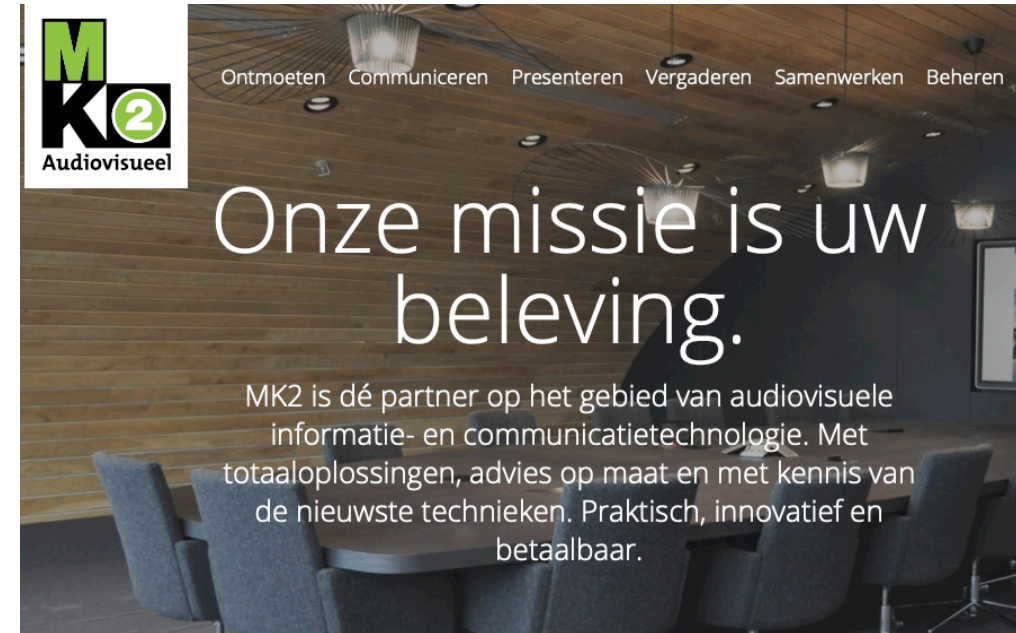 MK2
Audiovisueel
Ontmoeten Communiceren Presenteren Vergaderen Samenwerken Beheren
Onze missie is uw
beleving.
MK2 is dé partner op het gebied van audiovisuele
informatie- en communicatietechnologie. Met
totaaloplossingen, advies op maat en met kennis van
de nieuwste technieken. Praktisch, innovatief en
betaalbaar.